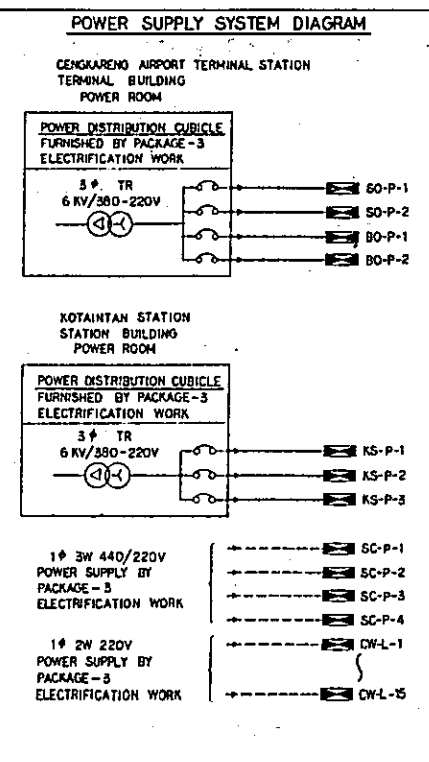 POWER SUPPLY SYSTEM DIAGRAM
CENGKARENG AIRPORT TERMINAL STATION
TERMINAL BUILDING
POWER ROOM
POWER DISTRIBUTION CUBICLE
FURNISHED BY PACKAGE-3
ELECTRIFICATION WORK
3φ TR
6 KV/380-220V
SO-P-1
SO-P-2
BO-P-1
BO-P-2
KOTAINTAN STATION
STATION BUILDING
POWER ROOM
POWER DISTRIBUTION CUBICLE
FURNISHED BY PACKAGE-3
ELECTRIFICATION WORK
3φ TR
6 KV/380-220V
KS-P-1
KS-P-2
KS-P-3
1φ 3W 440/220V
POWER SUPPLY BY
PACKAGE-3
ELECTRIFICATION WORK
SC-P-1
SC-P-2
SC-P-3
SC-P-4
1φ 2W 220V
POWER SUPPLY BY
PACKAGE-3
ELECTRIFICATION WORK
CW-L-1
CW-L-15